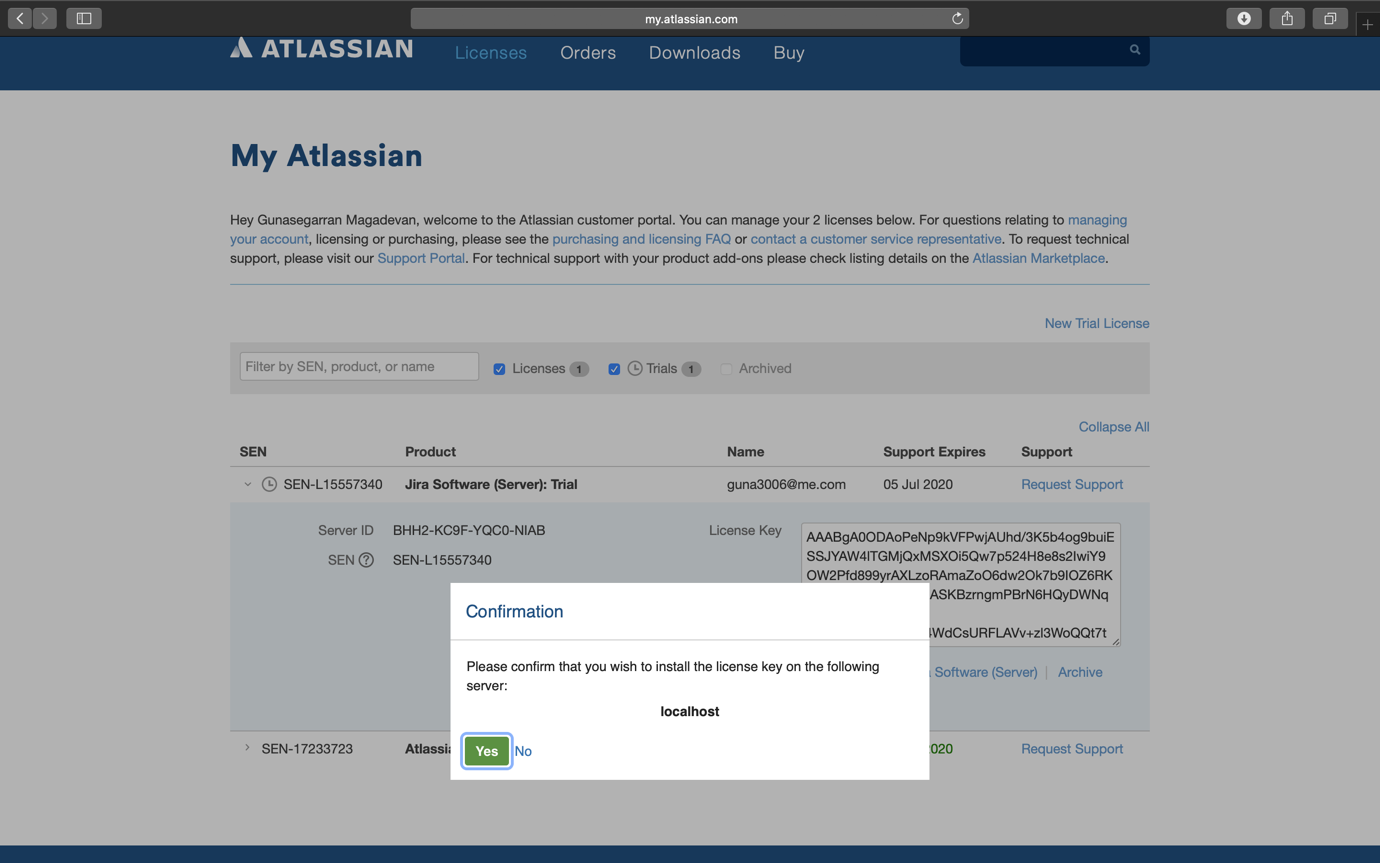 my.atlassian.com
ATLASSIAN Licenses Orders Downloads Buy
My Atlassian
Hey Gunasegarran Magadevan, welcome to the Atlassian customer portal. You can manage your 2 licenses below. For questions relating to managing
your account, licensing or purchasing, please see the purchasing and licensing FAQ or contact a customer service representative. To request technical
support, please visit our Support Portal. For technical support with your product add-ons please check listing details on the Atlassian Marketplace.
New Trial License
Filter by SEN, product, or name Licenses 1 Trials 1 Archived
Collapse All
SEN Product Name Support Expires Support
SEN-L15557340 Jira Software (Server): Trial guna3006@me.com 05 Jul 2020 Request Support
Server ID BHH2-KC9F-YQC0-NIAB License Key
SEN ? SEN-L15557340
AAABgA0ODAoPeNp9kVFPwjAUhd/3K5b4og9buiE
SSJYAW4lTGMjQxMSXOi5Qw7p524H8e8s2IwiY9
OW2Pfd899yrAXLzoRAmaZoO6dw2Ok7b9IOZ6RK
ASKBzrngmPBrN6HQyDWNq
WdCsURFLAVv+zl3WoQQt7t
Software (Server) Archive
Confirmation
Please confirm that you wish to install the license key on the following
server:
localhost
Yes No
SEN-17233723 Atlassi 020 Request Support